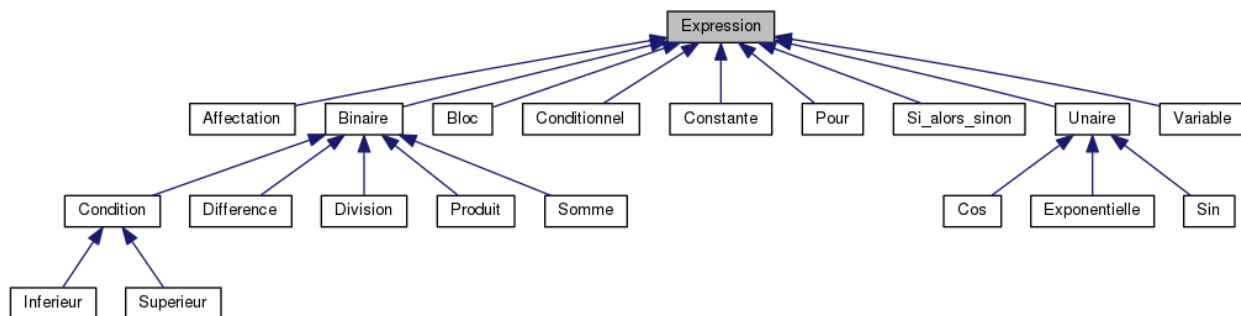 Expression
Affectation
Binaire
Bloc
Conditionnel
Constante
Pour
Si_alors_sinon
Unaire
Variable
Condition
Difference
Division
Produit
Somme
Cos
Exponentielle
Sin
Inferieur
Superieur